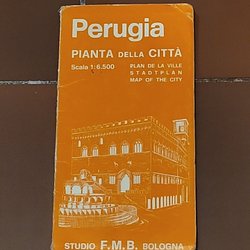 Perugia
PIANTA DELLA CITTÀ
Scala 1:6.500
PLAN DE LA VILLE
STADTPLAN
MAP OF THE CITY
STUDIO F.M.B. BOLOGNA